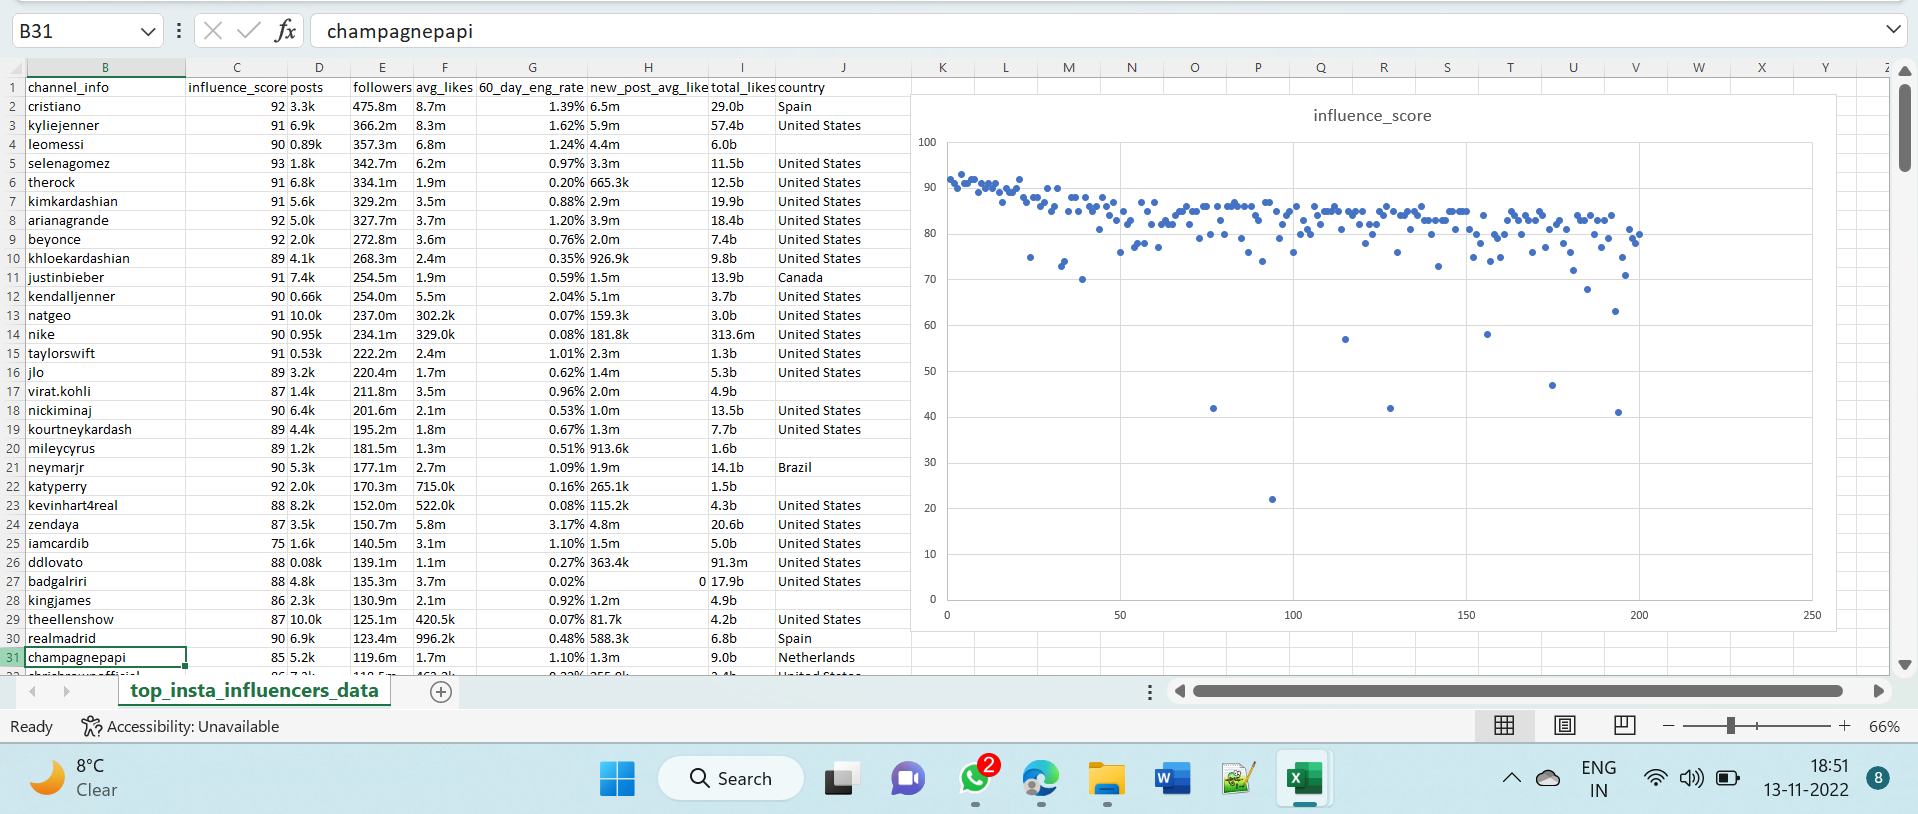 B31 fx champagnepapi
B C D E F G H I J K L M N O P Q R S T U V W X Y Z
1 channel_info influence_score posts followers avg_likes 60_day_eng_rate new_post_avg_like total_likes country
2 cristiano 92 3.3k 475.8m 8.7m 1.39% 6.5m 29.0b Spain
3 kyliejenner 91 6.9k 366.2m 8.3m 1.62% 5.9m 57.4b United States
4 leomessi 90 0.89k 357.3m 6.8m 1.24% 4.4m 6.0b
5 selenagomez 93 1.8k 342.7m 6.2m 0.97% 3.3m 11.5b United States
6 therock 91 6.8k 334.1m 1.9m 0.20% 665.3k 12.5b United States
7 kimkardashian 91 5.6k 329.2m 3.5m 0.88% 2.9m 19.9b United States
8 arianagrande 92 5.0k 327.7m 3.7m 1.20% 3.9m 18.4b United States
9 beyonce 92 2.0k 272.8m 3.6m 0.76% 2.0m 7.4b United States
10 khloekardashian 89 4.1k 268.3m 2.4m 0.35% 926.9k 9.8b United States
11 justinbieber 91 7.4k 254.5m 1.9m 0.59% 1.5m 13.9b Canada
12 kendalljenner 90 0.66k 254.0m 5.5m 2.04% 5.1m 3.7b United States
13 natgeo 91 10.0k 237.0m 302.2k 0.07% 159.3k 3.0b United States
14 nike 90 0.95k 234.1m 329.0k 0.08% 181.8k 313.6m United States
15 taylorswift 91 0.53k 222.2m 2.4m 1.01% 2.3m 1.3b United States
16 jlo 89 3.2k 220.4m 1.7m 0.62% 1.4m 5.3b United States
17 virat.kohli 87 1.4k 211.8m 3.5m 0.96% 2.0m 4.9b
18 nickiminaj 90 6.4k 201.6m 2.1m 0.53% 1.0m 13.5b United States
19 kourtneykardash 89 4.4k 195.2m 1.8m 0.67% 1.3m 7.7b United States
20 mileycyrus 89 1.2k 181.5m 1.3m 0.51% 913.6k 1.6b
21 neymarjr 90 5.3k 177.1m 2.7m 1.09% 1.9m 14.1b Brazil
22 katyperry 92 2.0k 170.3m 715.0k 0.16% 265.1k 1.5b
23 kevinhart4real 88 8.2k 152.0m 522.0k 0.08% 115.2k 4.3b United States
24 zendaya 87 3.5k 150.7m 5.8m 3.17% 4.8m 20.6b United States
25 iamcardib 75 1.6k 140.5m 3.1m 1.10% 1.5m 5.0b United States
26 ddlovato 88 0.08k 139.1m 1.1m 0.27% 363.4k 91.3m United States
27 badgalriri 88 4.8k 135.3m 3.7m 0.02% 0 17.9b United States
28 kingjames 86 2.3k 130.9m 2.1m 0.92% 1.2m 4.9b
29 theellenshow 87 10.0k 125.1m 420.5k 0.07% 81.7k 4.2b United States
30 realmadrid 90 6.9k 123.4m 996.2k 0.48% 588.3k 6.8b Spain
31 champagnepapi 85 5.2k 119.6m 1.7m 1.10% 1.3m 9.0b Netherlands
influence_score
100
90
80
70
60
50
40
30
20
10
0
0 50 100 150 200 250
top_insta_influencers_data
Ready Accessibility: Unavailable 66%
8°C
Clear
Search
2
ENG
IN
18:51
13-11-2022
8